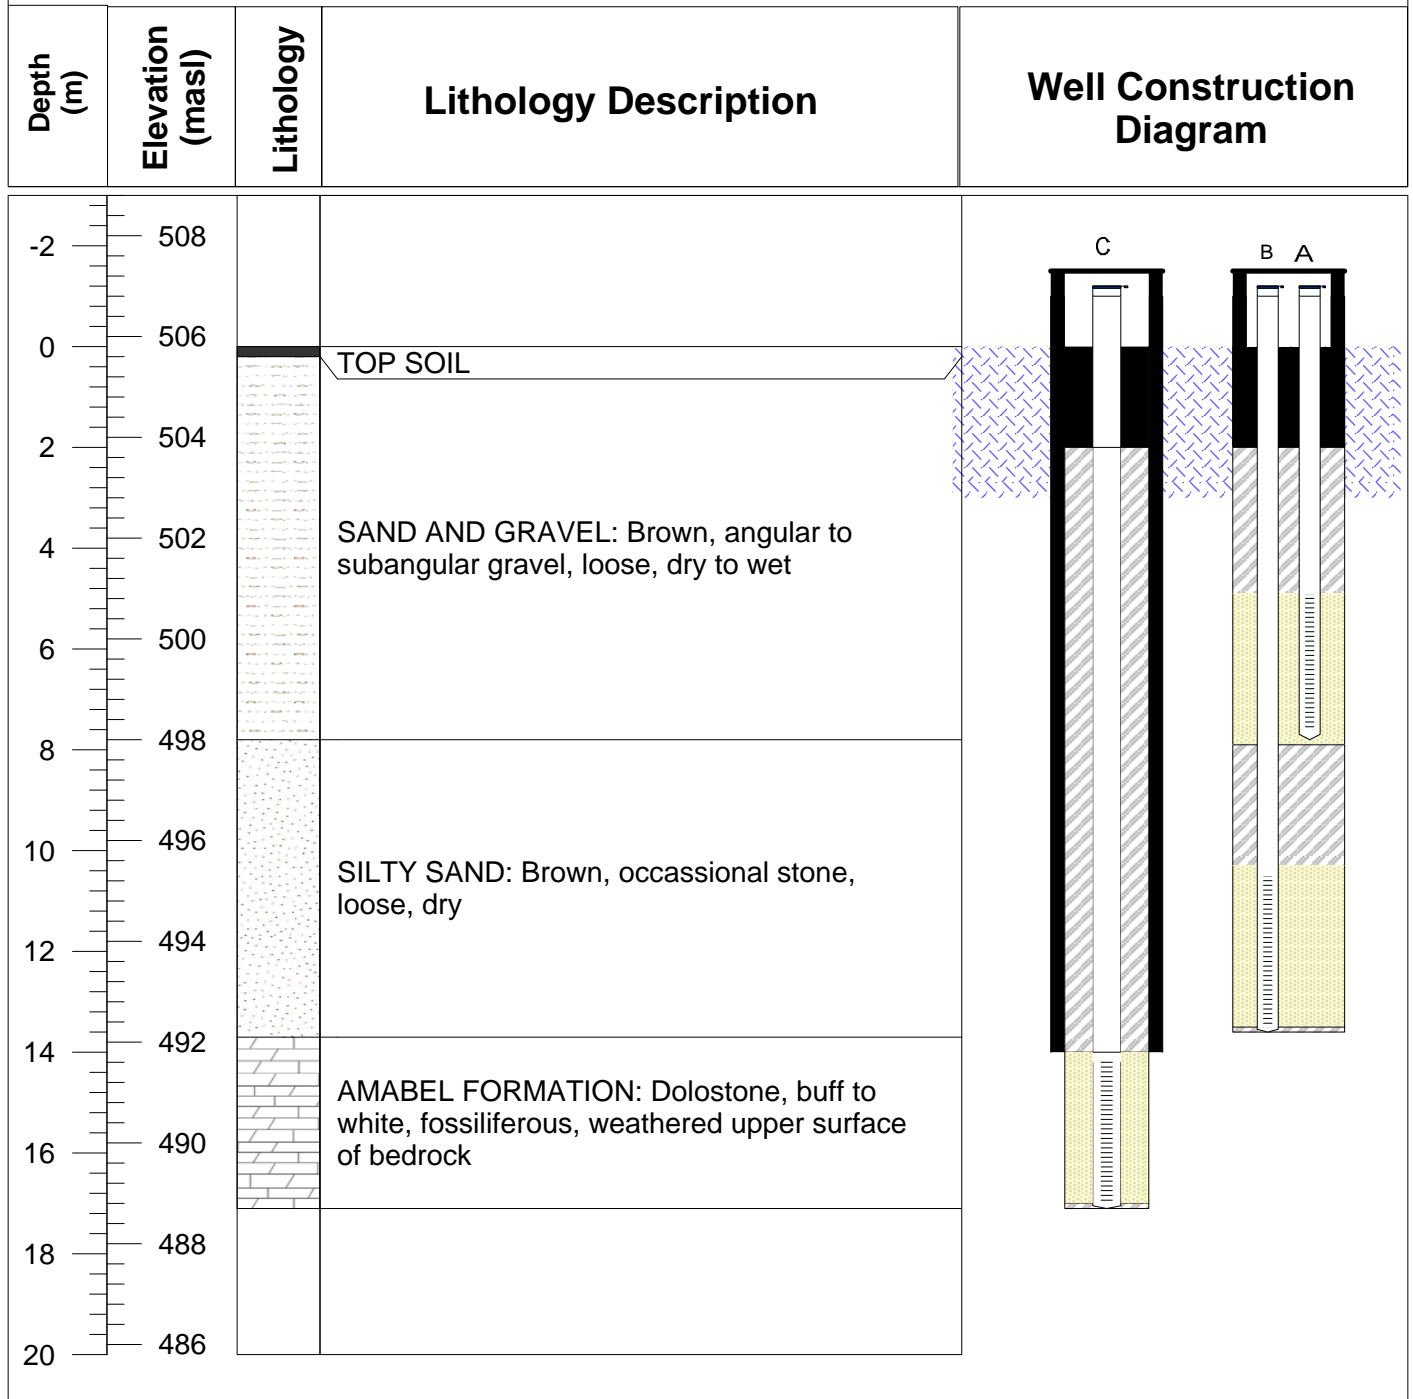 Depth
(m)
Elevation
(masl)
Lithology
Lithology Description
Well Construction
Diagram
-2
0
2
4
6
8
10
12
14
16
18
20
508
506
504
502
500
498
496
494
492
490
488
486
TOP SOIL
SAND AND GRAVEL: Brown, angular to
subangular gravel, loose, dry to wet
SILTY SAND: Brown, occassional stone,
loose, dry
AMABEL FORMATION: Dolostone, buff to
white, fossiliferous, weathered upper surface
of bedrock
C
B
A